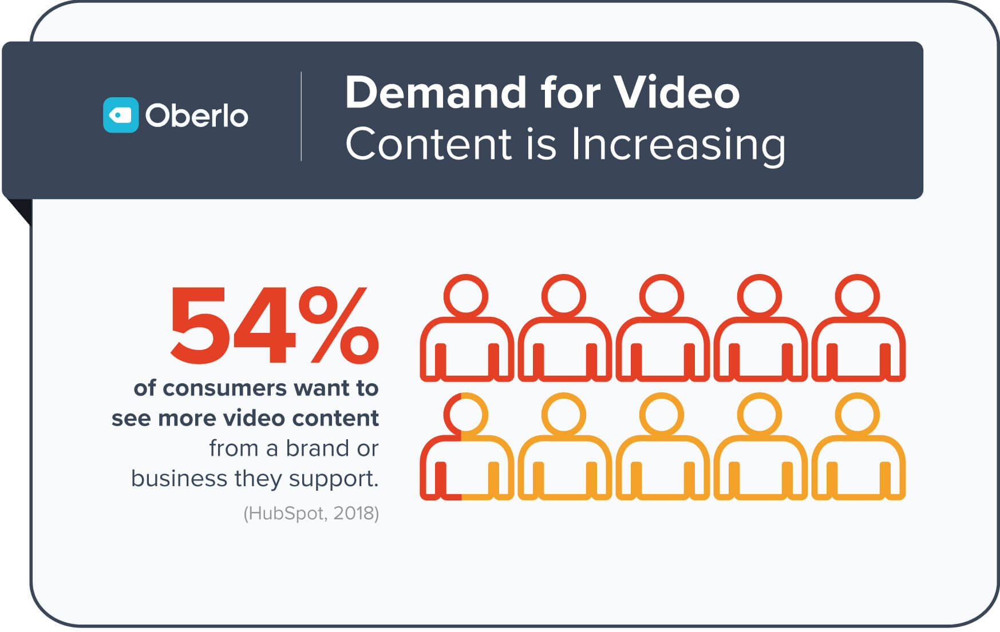 Oberlo
Demand for Video
Content is Increasing
54%
of consumers want to
see more video content
from a brand or
business they support.
(HubSpot, 2018)